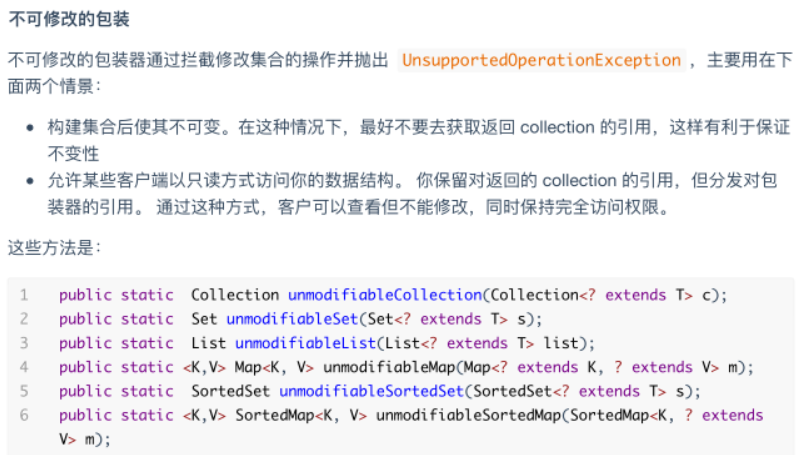 不可修改的包装
不可修改的包装器通过拦截修改集合的操作并抛出 UnsupportedOperationException ，主要用在下
面两个情景：
• 构建集合后使其不可变。在这种情况下，最好不要去获取返回 collection 的引用，这样有利于保证
不变性
• 允许某些客户端以只读方式访问你的数据结构。 你保留对返回的 collection 的引用，但分发对包
装器的引用。 通过这种方式，客户可以查看但不能修改，同时保持完全访问权限。
这些方法是：
1 public static  Collection unmodifiableCollection(Collection<? extends T> c);
2 public static  Set unmodifiableSet(Set<? extends T> s);
3 public static  List unmodifiableList(List<? extends T> list);
4 public static <K,V> Map<K, V> unmodifiableMap(Map<? extends K, ? extends V> m);
5 public static  SortedSet unmodifiableSortedSet(SortedSet<? extends T> s);
6 public static <K,V> SortedMap<K, V> unmodifiableSortedMap(SortedMap<K, ? extends
V> m);